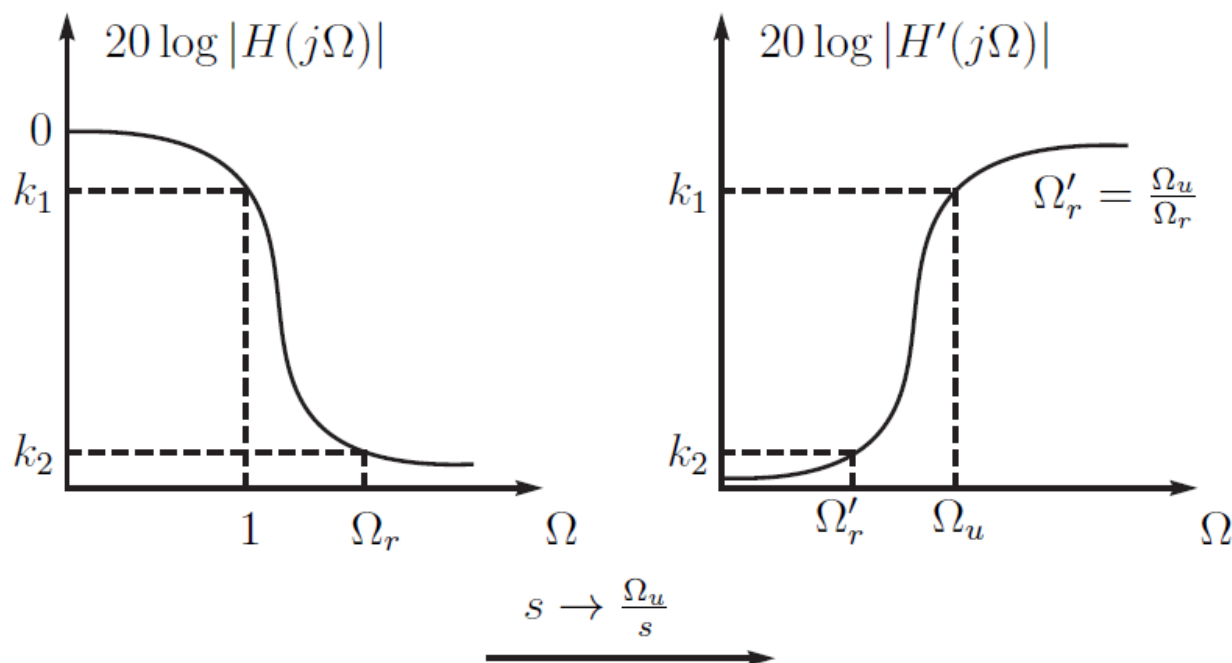 20 log |H(jΩ)|
0
k₁
k₂
1 Ωᵣ Ω
20 log |H′(jΩ)|
k₁
Ω′ᵣ = Ωᵤ/Ωᵣ
k₂
Ω′ᵣ Ωᵤ Ω
s → Ωᵤ/s